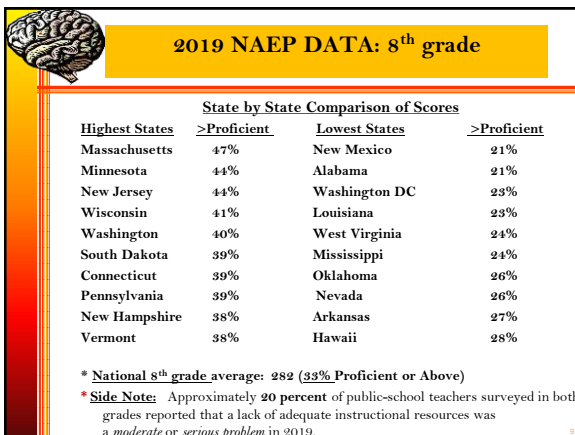 2019 NAEP DATA: 8th grade
State by State Comparison of Scores
Highest States >Proficient Lowest States >Proficient
Massachusetts 47% New Mexico 21%
Minnesota 44% Alabama 21%
New Jersey 44% Washington DC 23%
Wisconsin 41% Louisiana 23%
Washington 40% West Virginia 24%
South Dakota 39% Mississippi 24%
Connecticut 39% Oklahoma 26%
Pennsylvania 39% Nevada 26%
New Hampshire 38% Arkansas 27%
Vermont 38% Hawaii 28%
* National 8th grade average: 282 (33% Proficient or Above)
* Side Note: Approximately 20 percent of public-school teachers surveyed in both
grades reported that a lack of adequate instructional resources was
a moderate or serious problem in 2019.